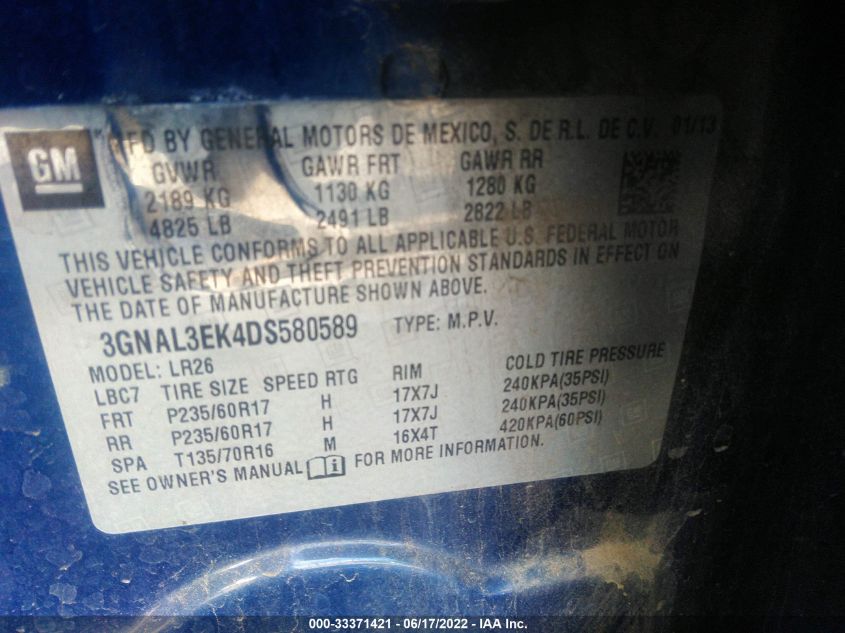 GM
MFD BY GENERAL MOTORS DE MEXICO, S. DE R.L. DE C.V. 01/13
GVWR GAWR FRT GAWR RR
2189 KG 1130 KG 1280 KG
4825 LB 2491 LB 2822 LB
THIS VEHICLE CONFORMS TO ALL APPLICABLE U.S. FEDERAL MOTOR
VEHICLE SAFETY AND THEFT PREVENTION STANDARDS IN EFFECT ON
THE DATE OF MANUFACTURE SHOWN ABOVE.
3GNAL3EK4DS580589 TYPE: M.P.V.
MODEL: LR26
LBC7 TIRE SIZE SPEED RTG RIM COLD TIRE PRESSURE
FRT P235/60R17 H 17X7J 240KPA(35PSI)
RR P235/60R17 H 17X7J 240KPA(35PSI)
SPA T135/70R16 M 16X4T 420KPA(60PSI)
SEE OWNER'S MANUAL i FOR MORE INFORMATION.
000-33371421 - 06/17/2022 - IAA Inc.